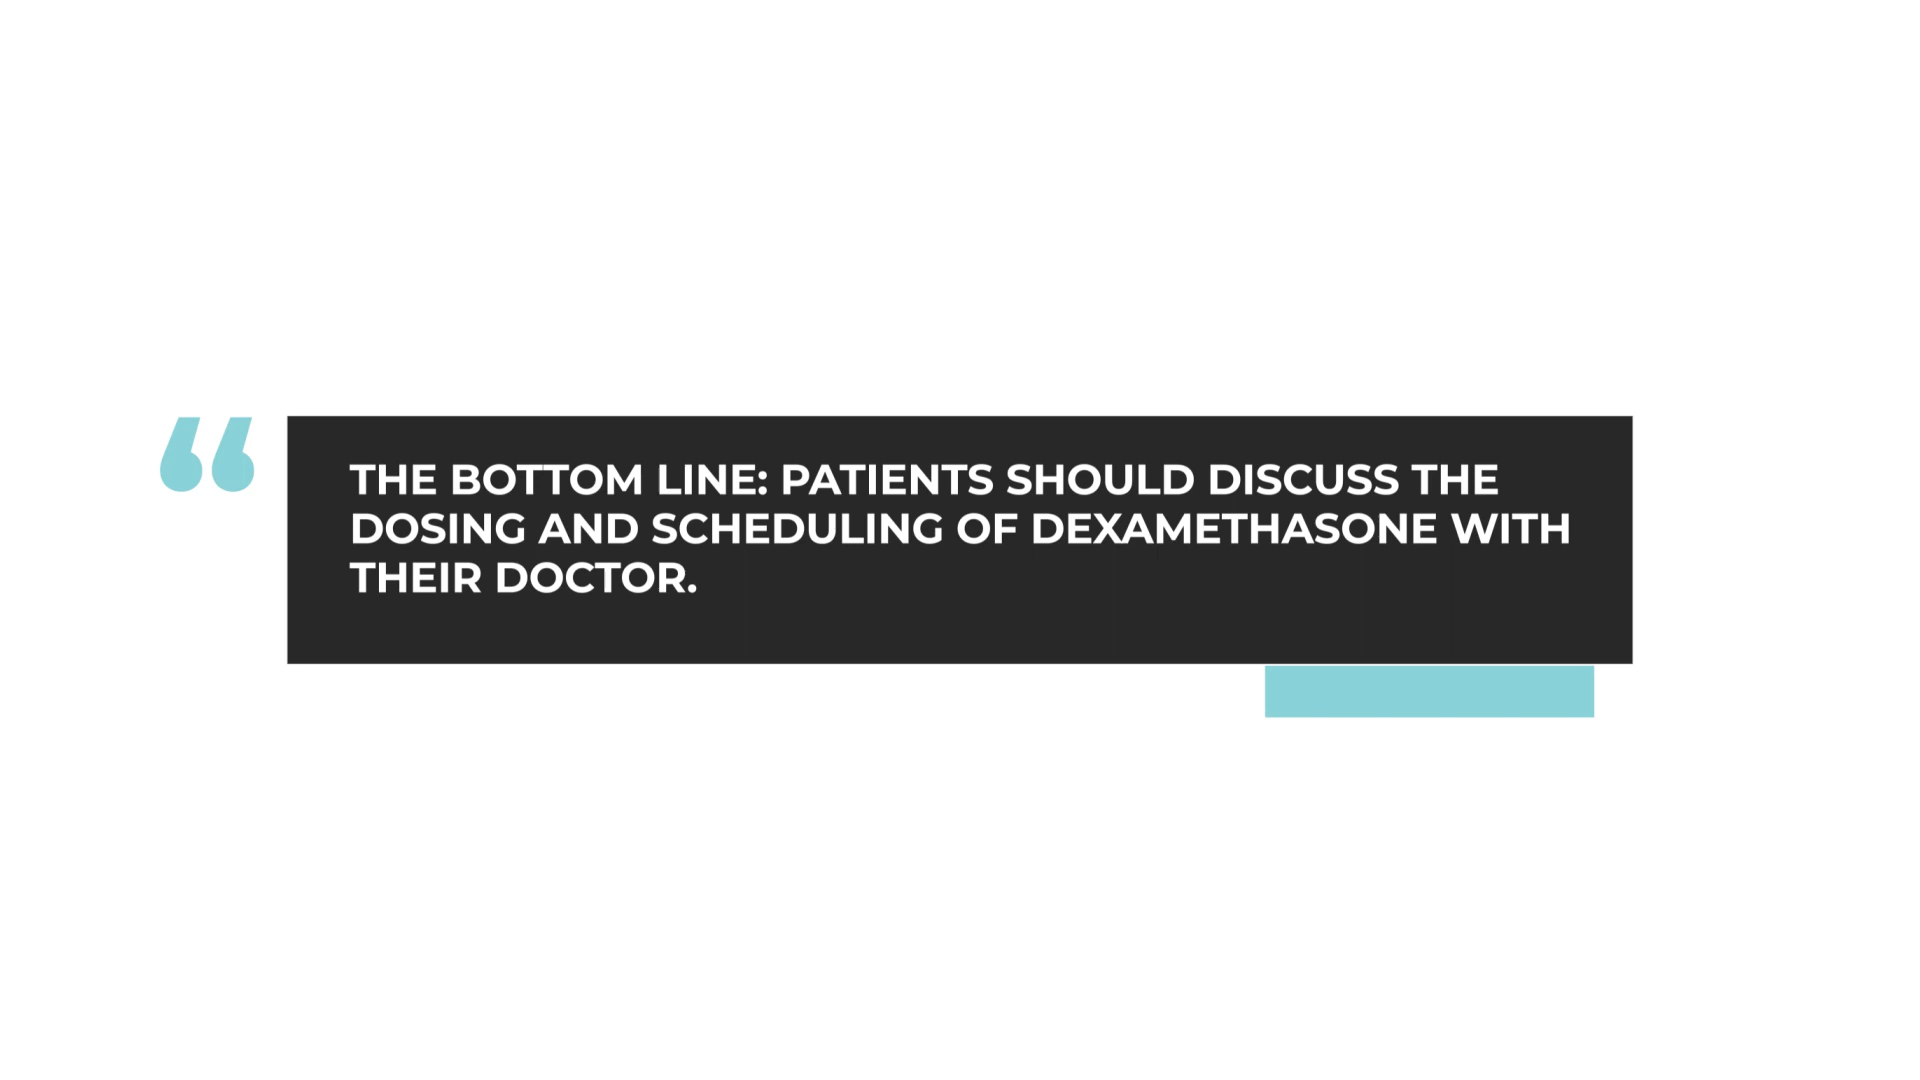 “
THE BOTTOM LINE: PATIENTS SHOULD DISCUSS THE
DOSING AND SCHEDULING OF DEXAMETHASONE WITH
THEIR DOCTOR.